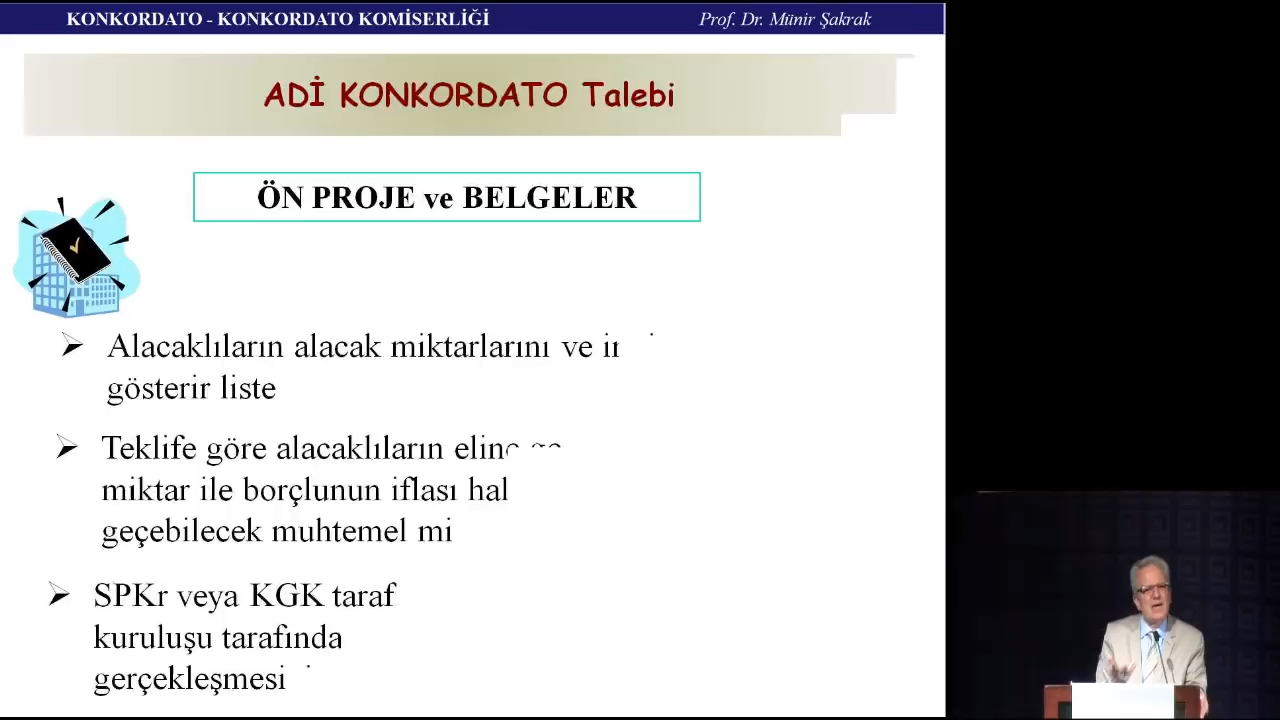 KONKORDATO - KONKORDATO KOMİSERLİĞİ
Prof. Dr. Münir Şakrak
ADİ KONKORDATO Talebi
ÖN PROJE ve BELGELER
Alacaklıların alacak miktarlarını ve
gösterir liste
Teklife göre alacaklıların
miktar ile borçlunun iflası hal
geçebilecek muhtemel mi
SPKr veya KGK taraf
kuruluşu tarafında
gerçekleşmesi